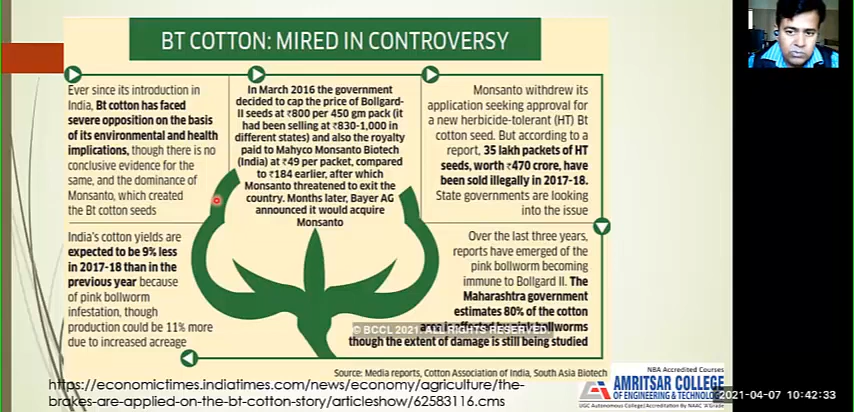 BT COTTON: MIRED IN CONTROVERSY
Ever since its introduction in
India, Bt cotton has faced
severe opposition on the basis
of its environmental and health
implications, though there is no
conclusive evidence for the
same, and the dominance of
Monsanto, which created
the Bt cotton seeds
In March 2016 the government
decided to cap the price of Bollgard-
II seeds at ₹800 per 450 gm pack (it
had been selling at ₹830-1,000 in
different states) and also the royalty
paid to Mahyco Monsanto Biotech
(India) at ₹49 per packet, compared
to ₹184 earlier, after which
Monsanto threatened to exit the
country. Months later, Bayer AG
announced it would acquire
Monsanto
Monsanto withdrew its
application seeking approval for
a new herbicide-tolerant (HT) Bt
cotton seed. But according to a
report, 35 lakh packets of HT
seeds, worth ₹470 crore, have
been sold illegally in 2017-18.
State governments are looking
into the issue
India's cotton yields are
expected to be 9% less
in 2017-18 than in the
previous year because
of pink bollworm
infestation, though
production could be 11% more
due to increased acreage
Over the last three years,
reports have emerged of the
pink bollworm becoming
immune to Bollgard II. The
Maharashtra government
estimates 80% of the cotton
area is affected by pink bollworms
though the extent of damage is still being studied
© BCCL 2021. ALL RIGHTS RESERVED.
Source: Media reports, Cotton Association of India, South Asia Biotech
https://economictimes.indiatimes.com/news/economy/agriculture/the-
brakes-are-applied-on-the-bt-cotton-story/articleshow/62583116.cms
NBA Accredited Courses
AMRITSAR COLLEGE
OF ENGINEERING & TECHNOLOGY
UGC Autonomous College|Accreditation By NAAC 'A'Grade
2021-04-07 10:42:33